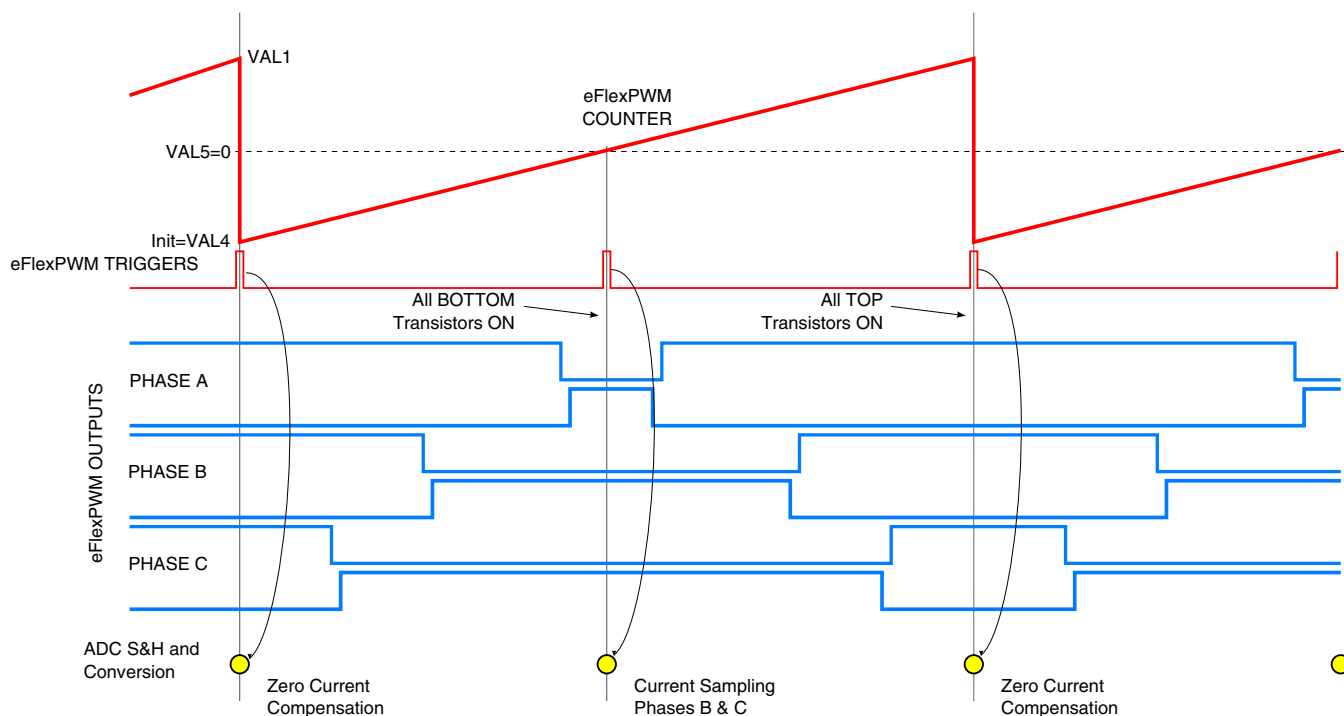 VAL1
eFlexPWM
COUNTER
VAL5=0
Init=VAL4
eFlexPWM TRIGGERS
All BOTTOM
Transistors ON
All TOP
Transistors ON
eFlexPWM OUTPUTS
PHASE A
PHASE B
PHASE C
ADC S&H and
Conversion
Zero Current
Compensation
Current Sampling
Phases B & C
Zero Current
Compensation